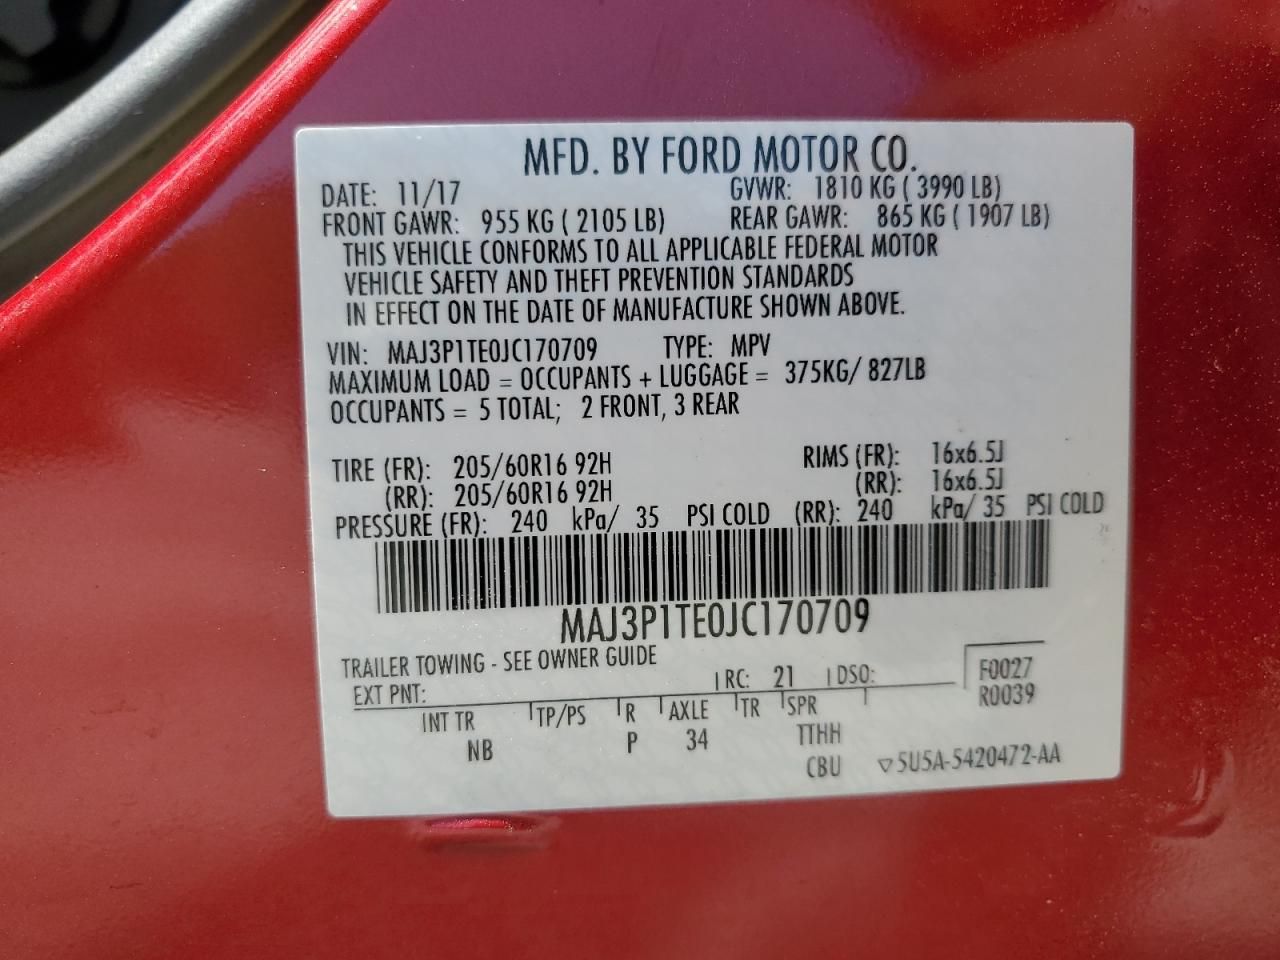 MFD. BY FORD MOTOR CO.
DATE: 11/17 GVWR: 1810 KG ( 3990 LB)
FRONT GAWR: 955 KG ( 2105 LB) REAR GAWR: 865 KG ( 1907 LB)
THIS VEHICLE CONFORMS TO ALL APPLICABLE FEDERAL MOTOR
VEHICLE SAFETY AND THEFT PREVENTION STANDARDS
IN EFFECT ON THE DATE OF MANUFACTURE SHOWN ABOVE.
VIN: MAJ3P1TE0JC170709 TYPE: MPV
MAXIMUM LOAD = OCCUPANTS + LUGGAGE = 375KG/ 827LB
OCCUPANTS = 5 TOTAL; 2 FRONT, 3 REAR
TIRE (FR): 205/60R16 92H RIMS (FR): 16x6.5J
(RR): 205/60R16 92H (RR): 16x6.5J
PRESSURE (FR): 240 kPa/ 35 PSI COLD (RR): 240 kPa/ 35 PSI COLD
MAJ3P1TE0JC170709
TRAILER TOWING - SEE OWNER GUIDE
EXT PNT: RC: 21 DSO: F0027
R0039
INT TR TP/PS R AXLE TR SPR
NB P 34 TTHH
CBU ▽5U5A-5420472-AA